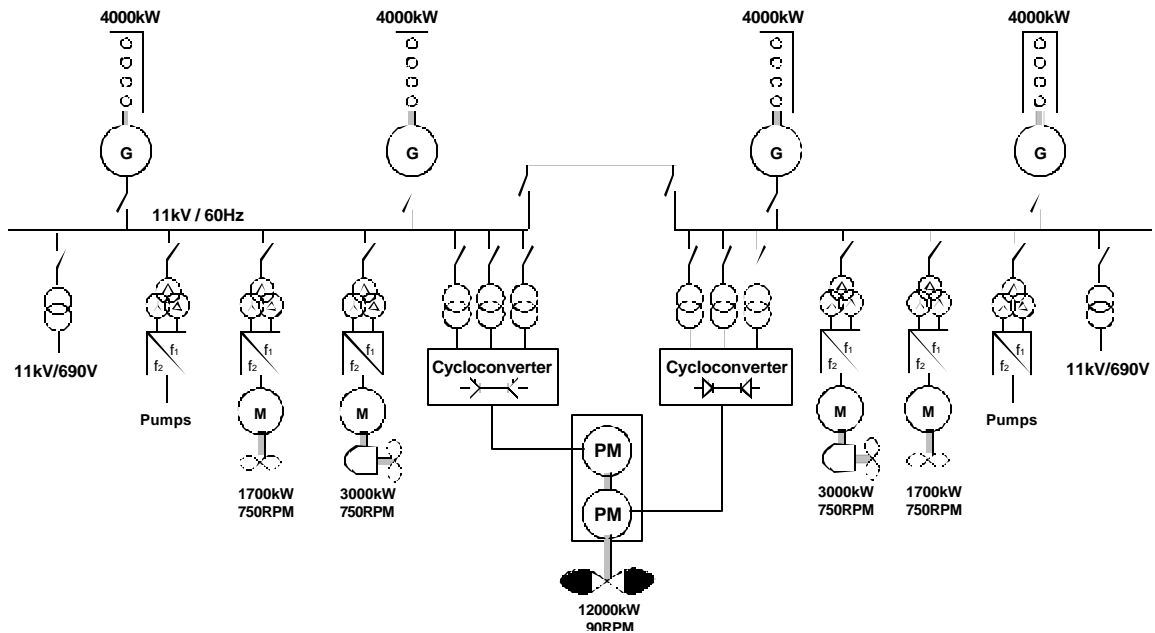 4000kW
4000kW
4000kW
4000kW
G
G
G
G
11kV / 60Hz
f1
f2
f1
f2
f1
f2
f1
f2
f1
f2
f1
f2
11kV/690V
Cycloconverter
Cycloconverter
11kV/690V
Pumps
M
M
M
M
Pumps
PM
1700kW
750RPM
3000kW
750RPM
3000kW
750RPM
1700kW
750RPM
PM
12000kW
90RPM